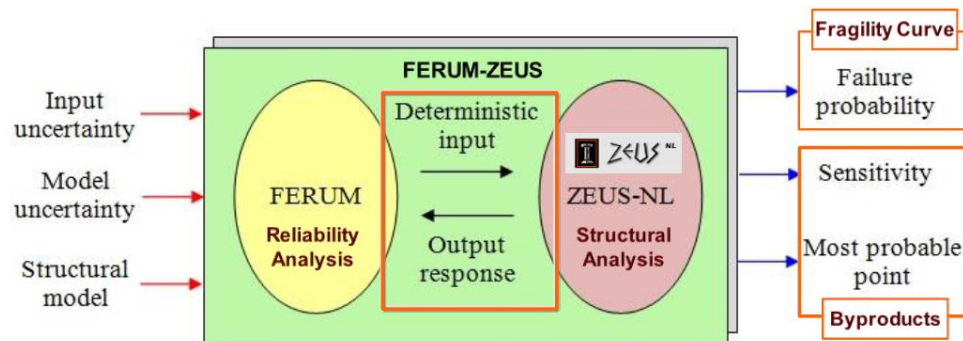 FERUM-ZEUS
Input
uncertainty
Model
uncertainty
Structural
model
FERUM
Reliability
Analysis
Deterministic
input
Output
response
I ZEUS NL
ZEUS-NL
Structural
Analysis
Fragility Curve
Failure
probability
Sensitivity
Most probable
point
Byproducts